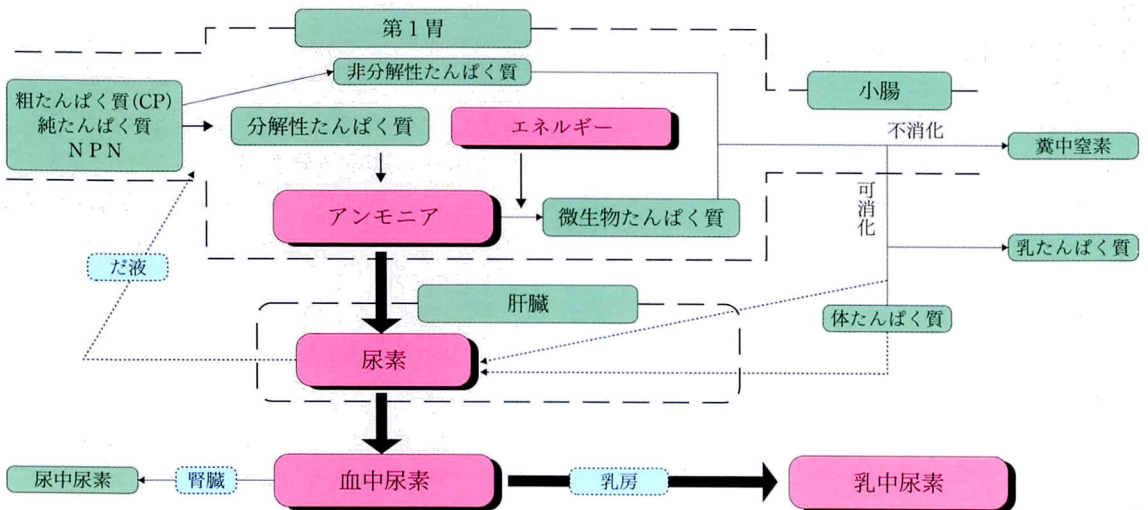 第1胃
非分解性たんぱく質
小腸
粗たんぱく質(CP)
純たんぱく質
NPN
分解性たんぱく質
エネルギー
不消化
糞中窒素
アンモニア
微生物たんぱく質
可消化
乳たんぱく質
だ液
肝臓
体たんぱく質
尿素
尿中尿素
腎臓
血中尿素
乳房
乳中尿素